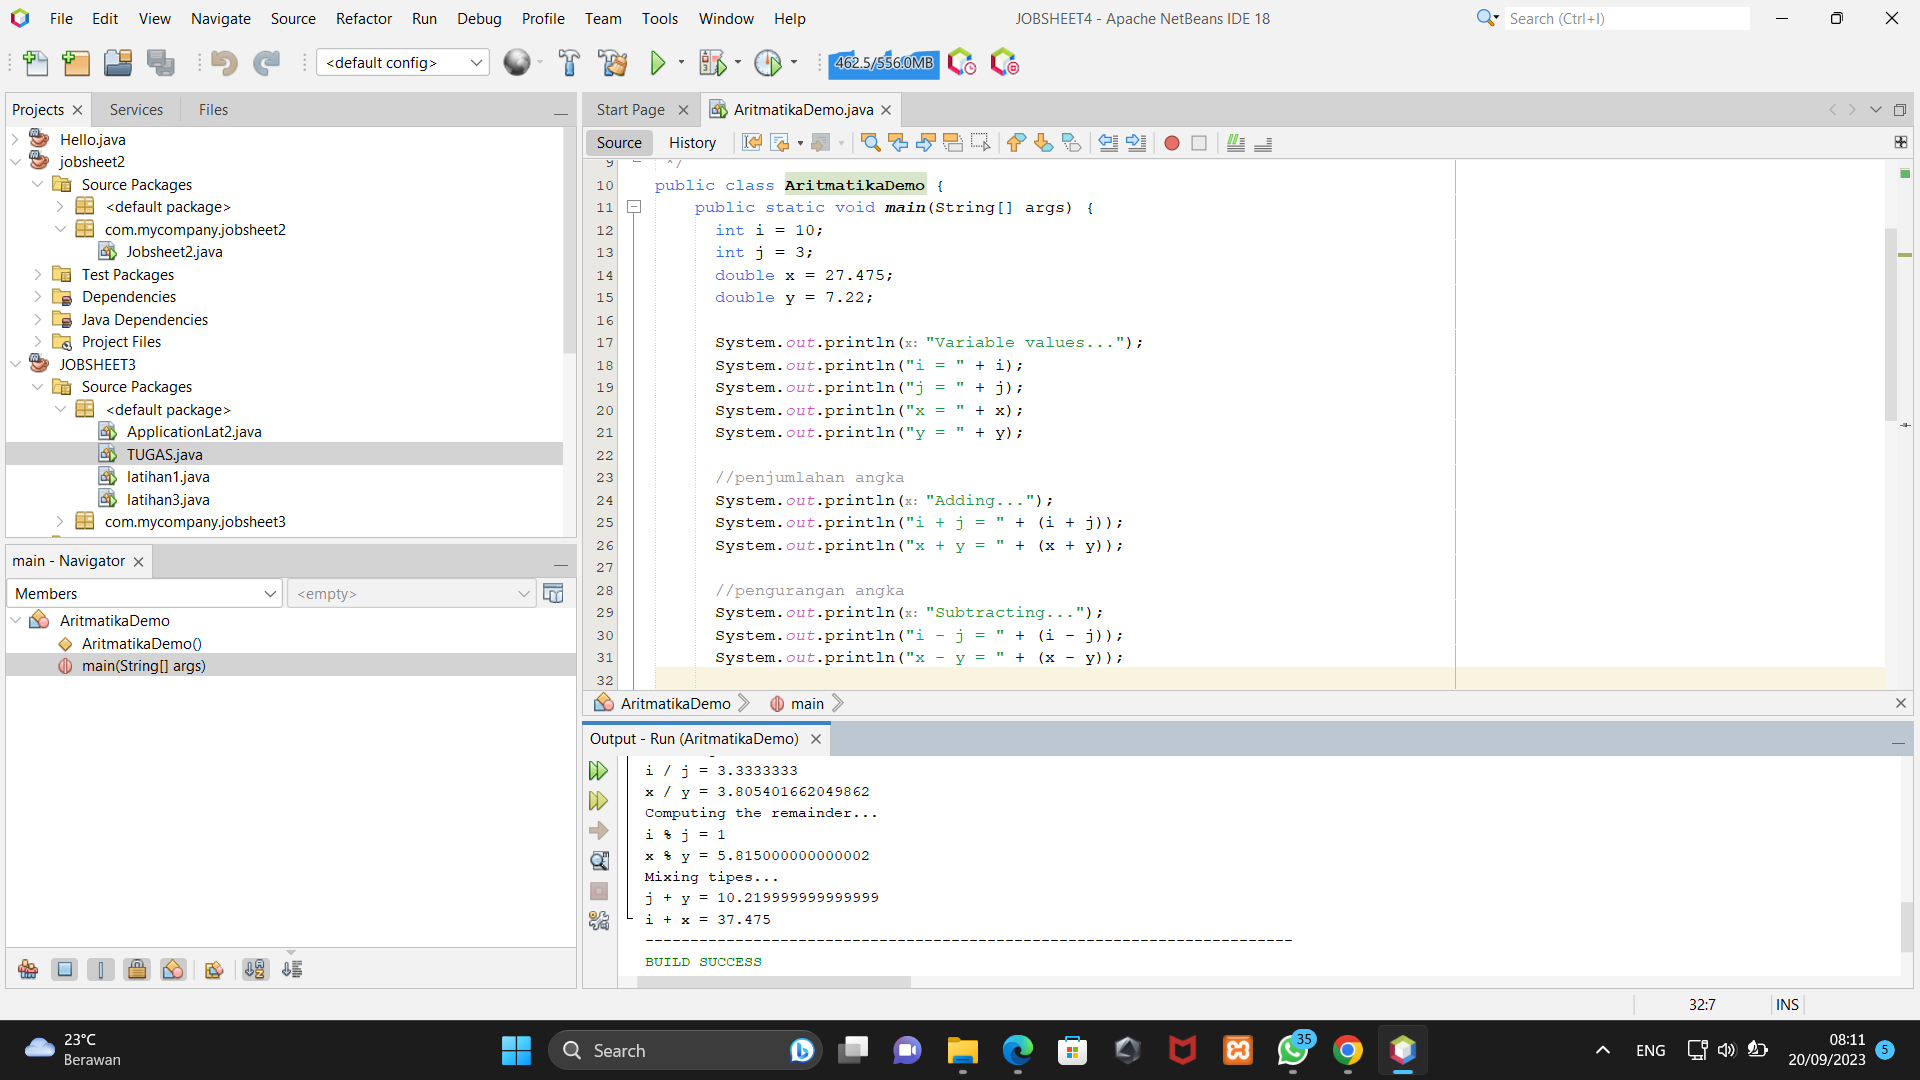 File Edit View Navigate Source Refactor Run Debug Profile Team Tools Window Help
JOBSHEET4 - Apache NetBeans IDE 18
Search (Ctrl+I)
<default config>
462.5/556.0MB
Projects Services Files
Hello.java
jobsheet2
Source Packages
<default package>
com.mycompany.jobsheet2
Jobsheet2.java
Test Packages
Dependencies
Java Dependencies
Project Files
JOBSHEET3
Source Packages
<default package>
ApplicationLat2.java
TUGAS.java
latihan1.java
latihan3.java
com.mycompany.jobsheet3
main - Navigator
Members
<empty>
AritmatikaDemo
AritmatikaDemo()
main(String[] args)
Start Page AritmatikaDemo.java
Source History
9 */
10 public class AritmatikaDemo {
11 public static void main(String[] args) {
12 int i = 10;
13 int j = 3;
14 double x = 27.475;
15 double y = 7.22;
16
17 System.out.println(x: "Variable values...");
18 System.out.println("i = " + i);
19 System.out.println("j = " + j);
20 System.out.println("x = " + x);
21 System.out.println("y = " + y);
22
23 //penjumlahan angka
24 System.out.println(x: "Adding...");
25 System.out.println("i + j = " + (i + j));
26 System.out.println("x + y = " + (x + y));
27
28 //pengurangan angka
29 System.out.println(x: "Subtracting...");
30 System.out.println("i - j = " + (i - j));
31 System.out.println("x - y = " + (x - y));
32
AritmatikaDemo main
Output - Run (AritmatikaDemo)
i / j = 3.3333333
x / y = 3.805401662049862
Computing the remainder...
i % j = 1
x % y = 5.815000000000002
Mixing tipes...
j + y = 10.219999999999999
i + x = 37.475
------------------------------------------------------------------------
BUILD SUCCESS
32:7 INS
23°C
Berawan
Search
35
ENG
08:11
20/09/2023
5